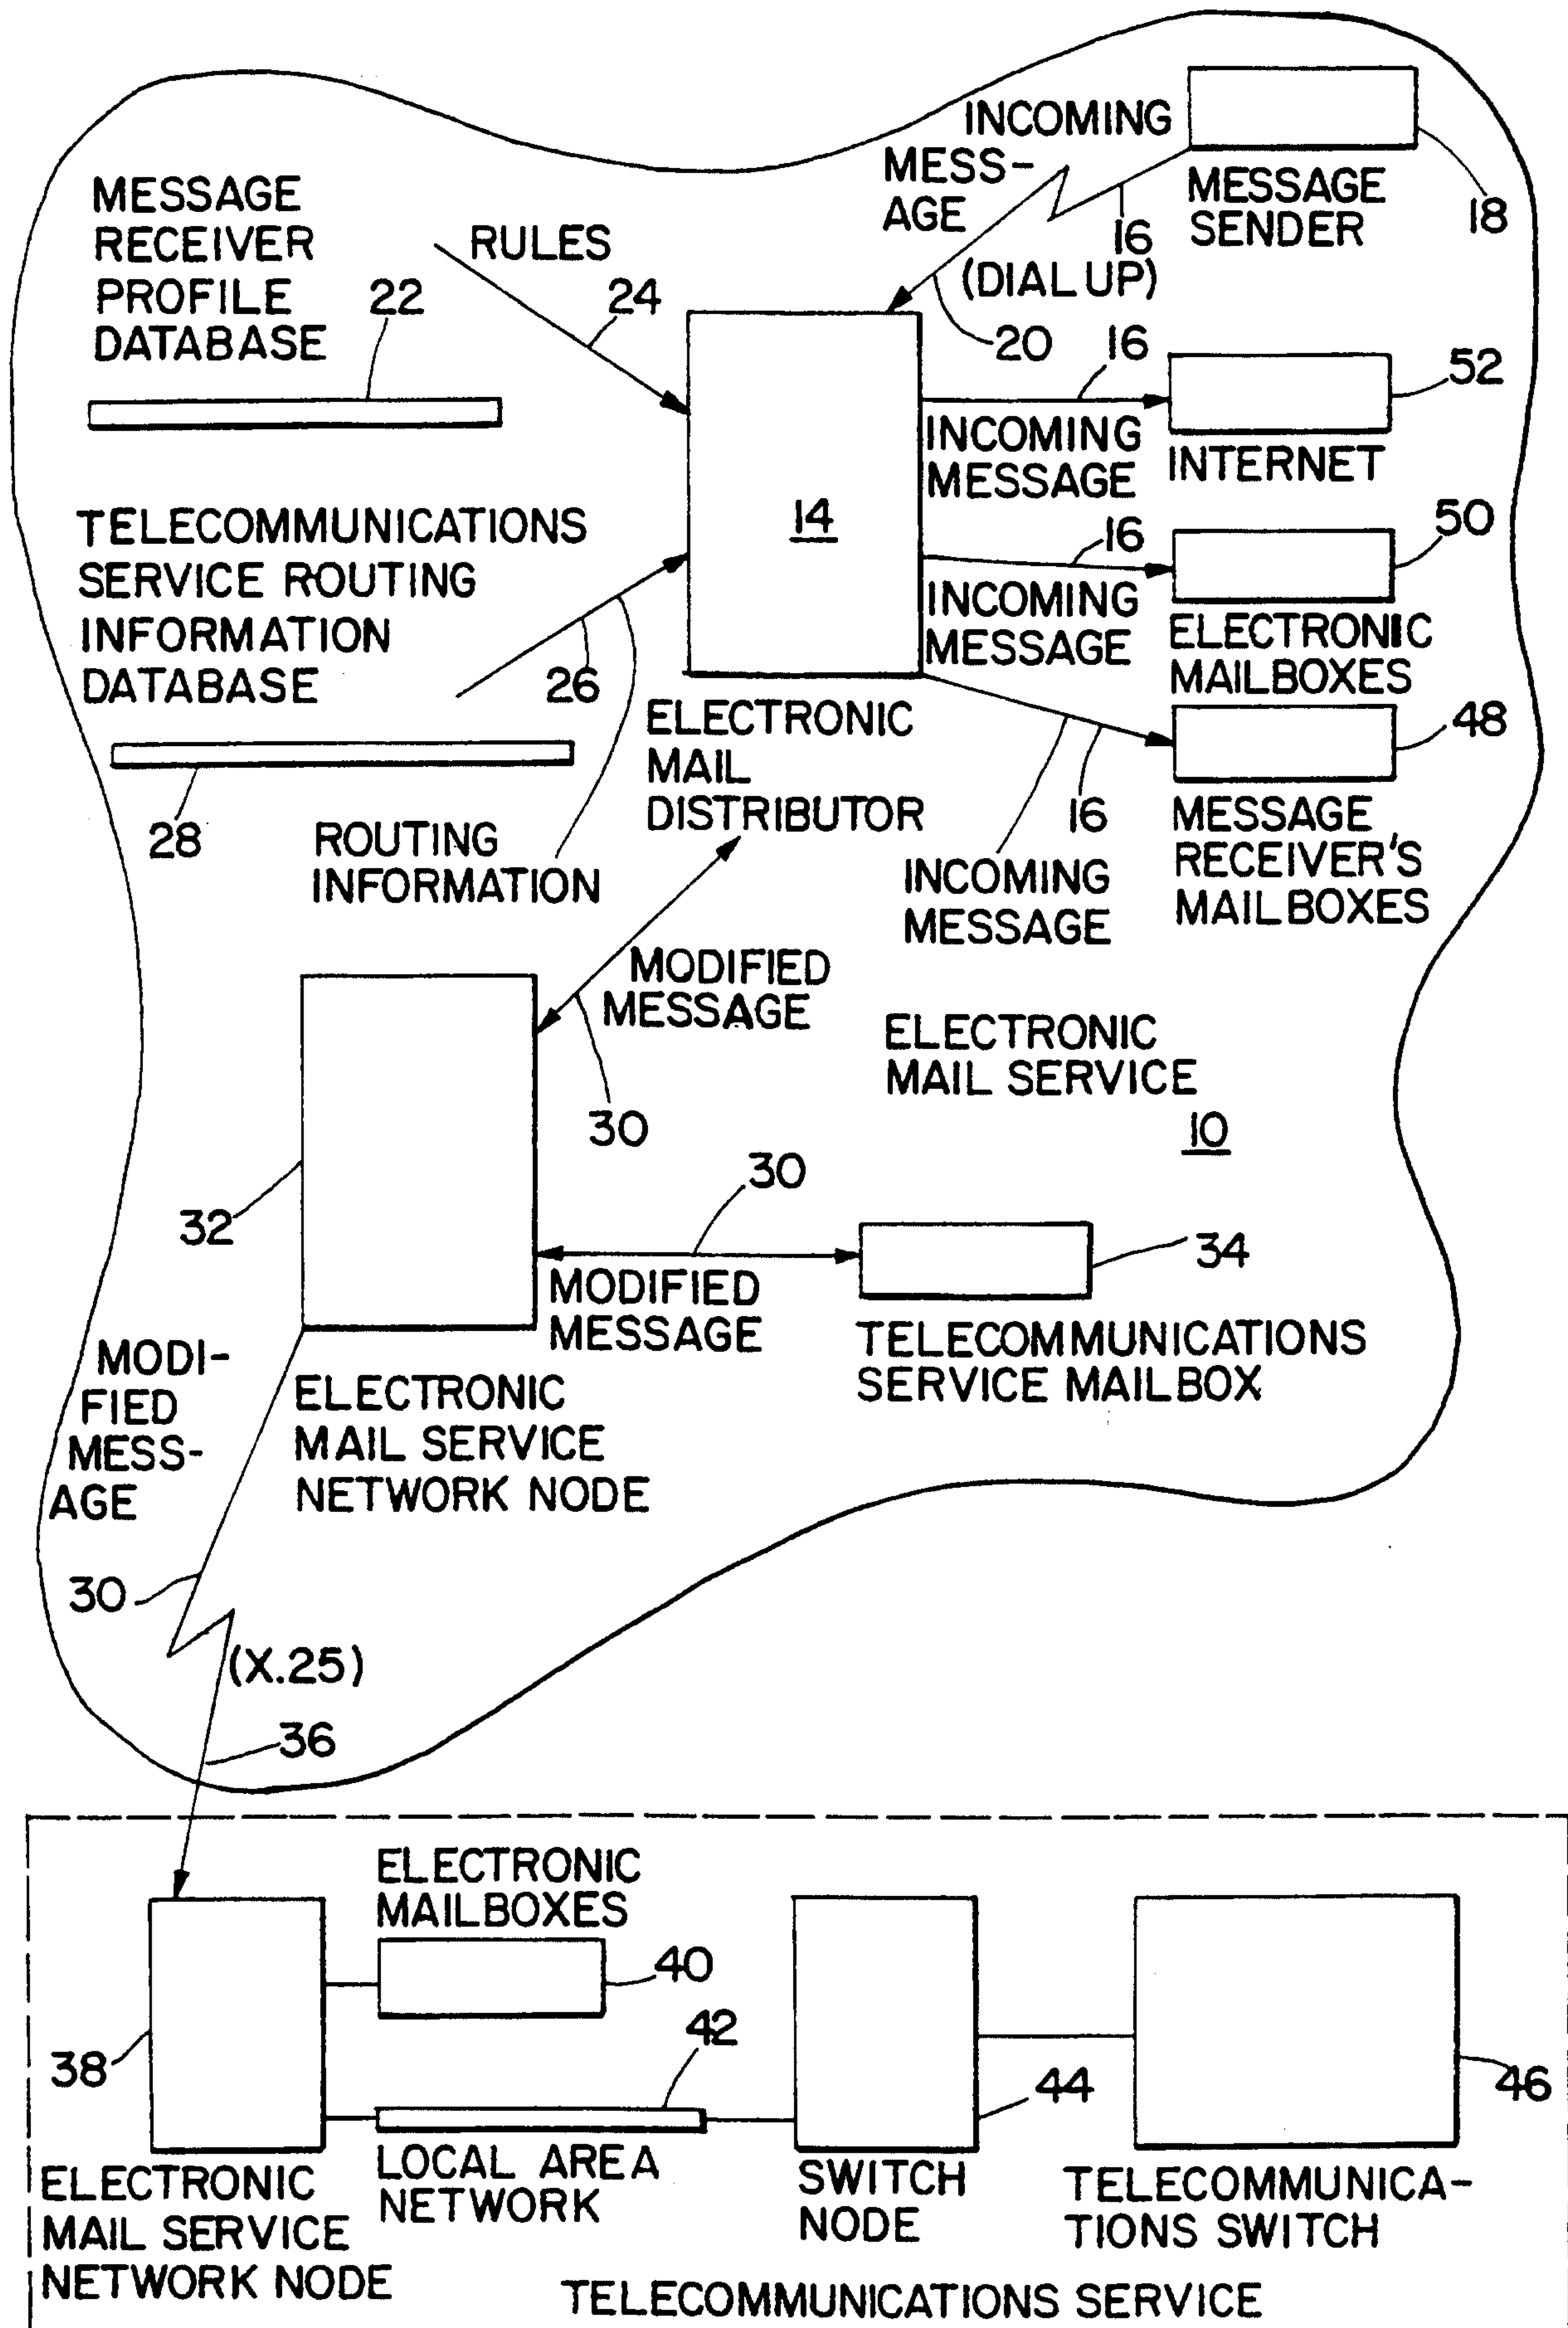 INCOMING
MESS-
AGE
MESSAGE
SENDER
18
16
(DIAL UP)
20
MESSAGE
RECEIVER
PROFILE
DATABASE
22
RULES
24
14
16
INCOMING
MESSAGE
52
INTERNET
TELECOMMUNICATIONS
SERVICE ROUTING
INFORMATION
DATABASE
26
28
ROUTING
INFORMATION
16
INCOMING
MESSAGE
50
ELECTRONIC
MAILBOXES
ELECTRONIC
MAIL
DISTRIBUTOR
16
INCOMING
MESSAGE
48
MESSAGE
RECEIVER'S
MAILBOXES
MODIFIED
MESSAGE
30
ELECTRONIC
MAIL SERVICE
10
32
30
MODIFIED
MESSAGE
34
TELECOMMUNICATIONS
SERVICE MAILBOX
MODI-
FIED
MESS-
AGE
ELECTRONIC
MAIL SERVICE
NETWORK NODE
30
(X.25)
36
ELECTRONIC
MAILBOXES
40
42
38
44
46
LOCAL AREA
NETWORK
SWITCH
NODE
TELECOMMUNICA-
TIONS SWITCH
ELECTRONIC
MAIL SERVICE
NETWORK NODE
TELECOMMUNICATIONS SERVICE